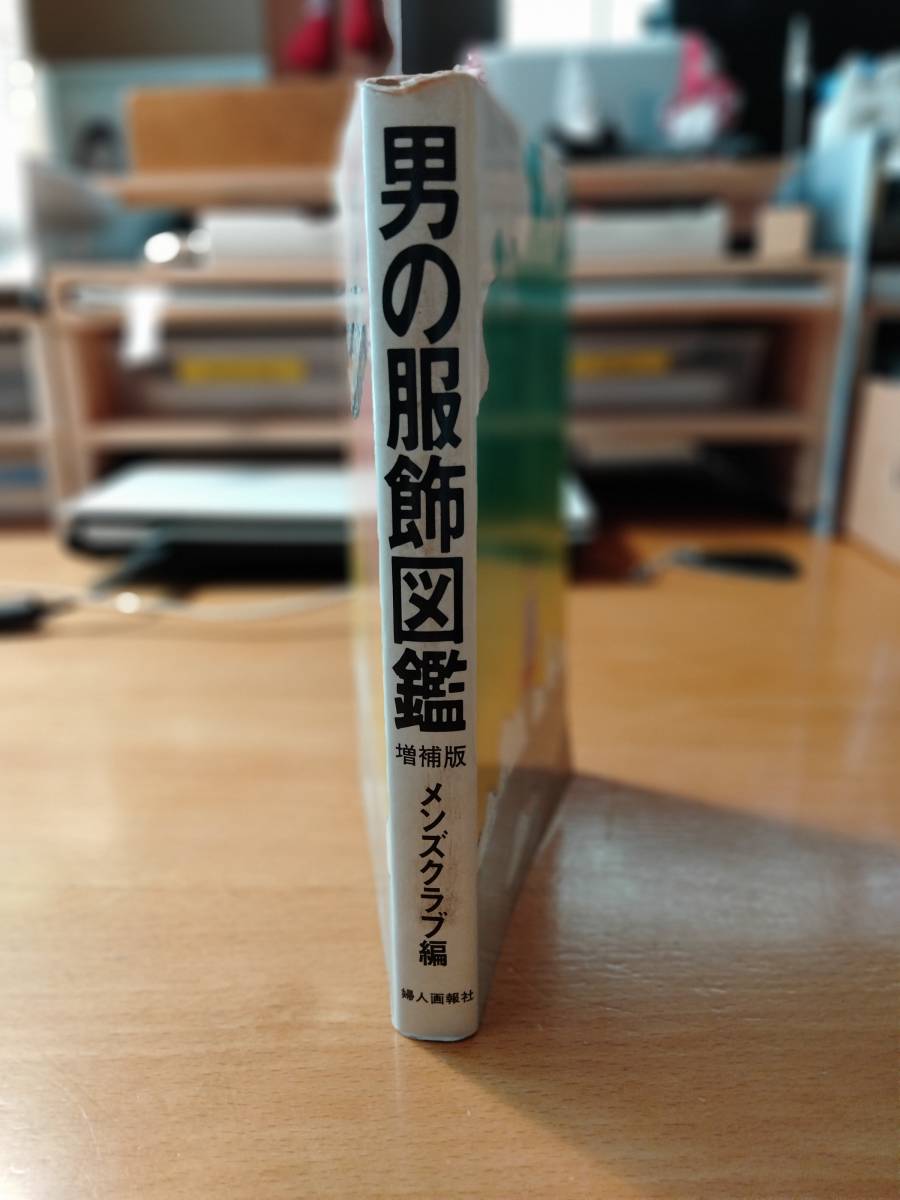 男の服飾図鑑
増補版
メンズクラブ編
婦人画報社